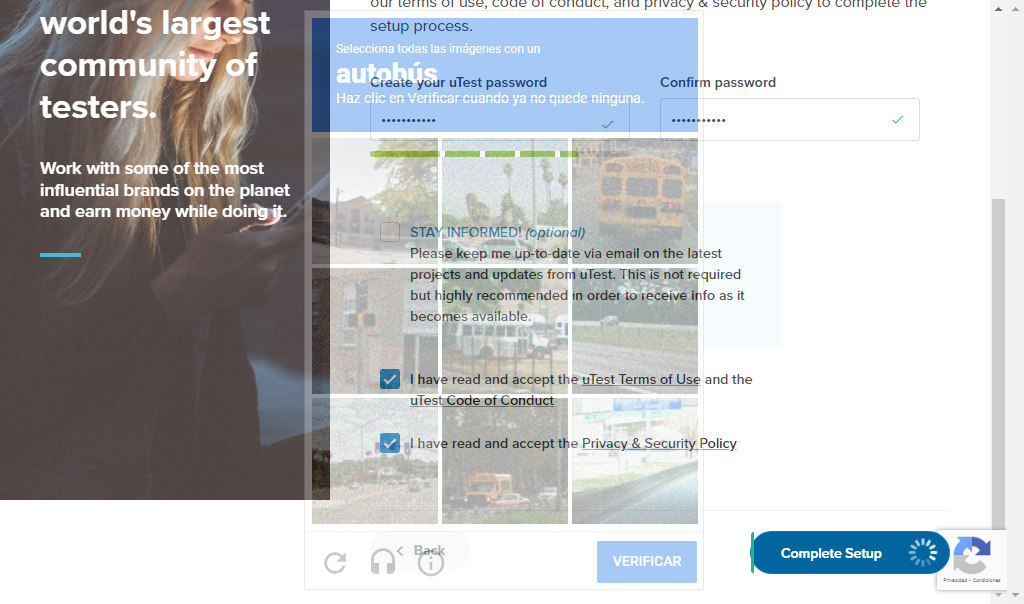 world's largest
community of
testers.
Work with some of the most
influential brands on the planet
and earn money while doing it.
our terms of use, code of conduct, and privacy & security policy to complete the
setup process.
Selecciona todas las imágenes con un
autobús
Haz clic en Verificar cuando ya no quede ninguna.
Create your uTest password
Confirm password
•••••••••••
•••••••••••
STAY INFORMED! (optional)
Please keep me up-to-date via email on the latest
projects and updates from uTest. This is not required
but highly recommended in order to receive info as it
becomes available.
I have read and accept the uTest Terms of Use and the
uTest Code of Conduct
I have read and accept the Privacy & Security Policy
Back
VERIFICAR
Complete Setup
Privacidad - Condiciones